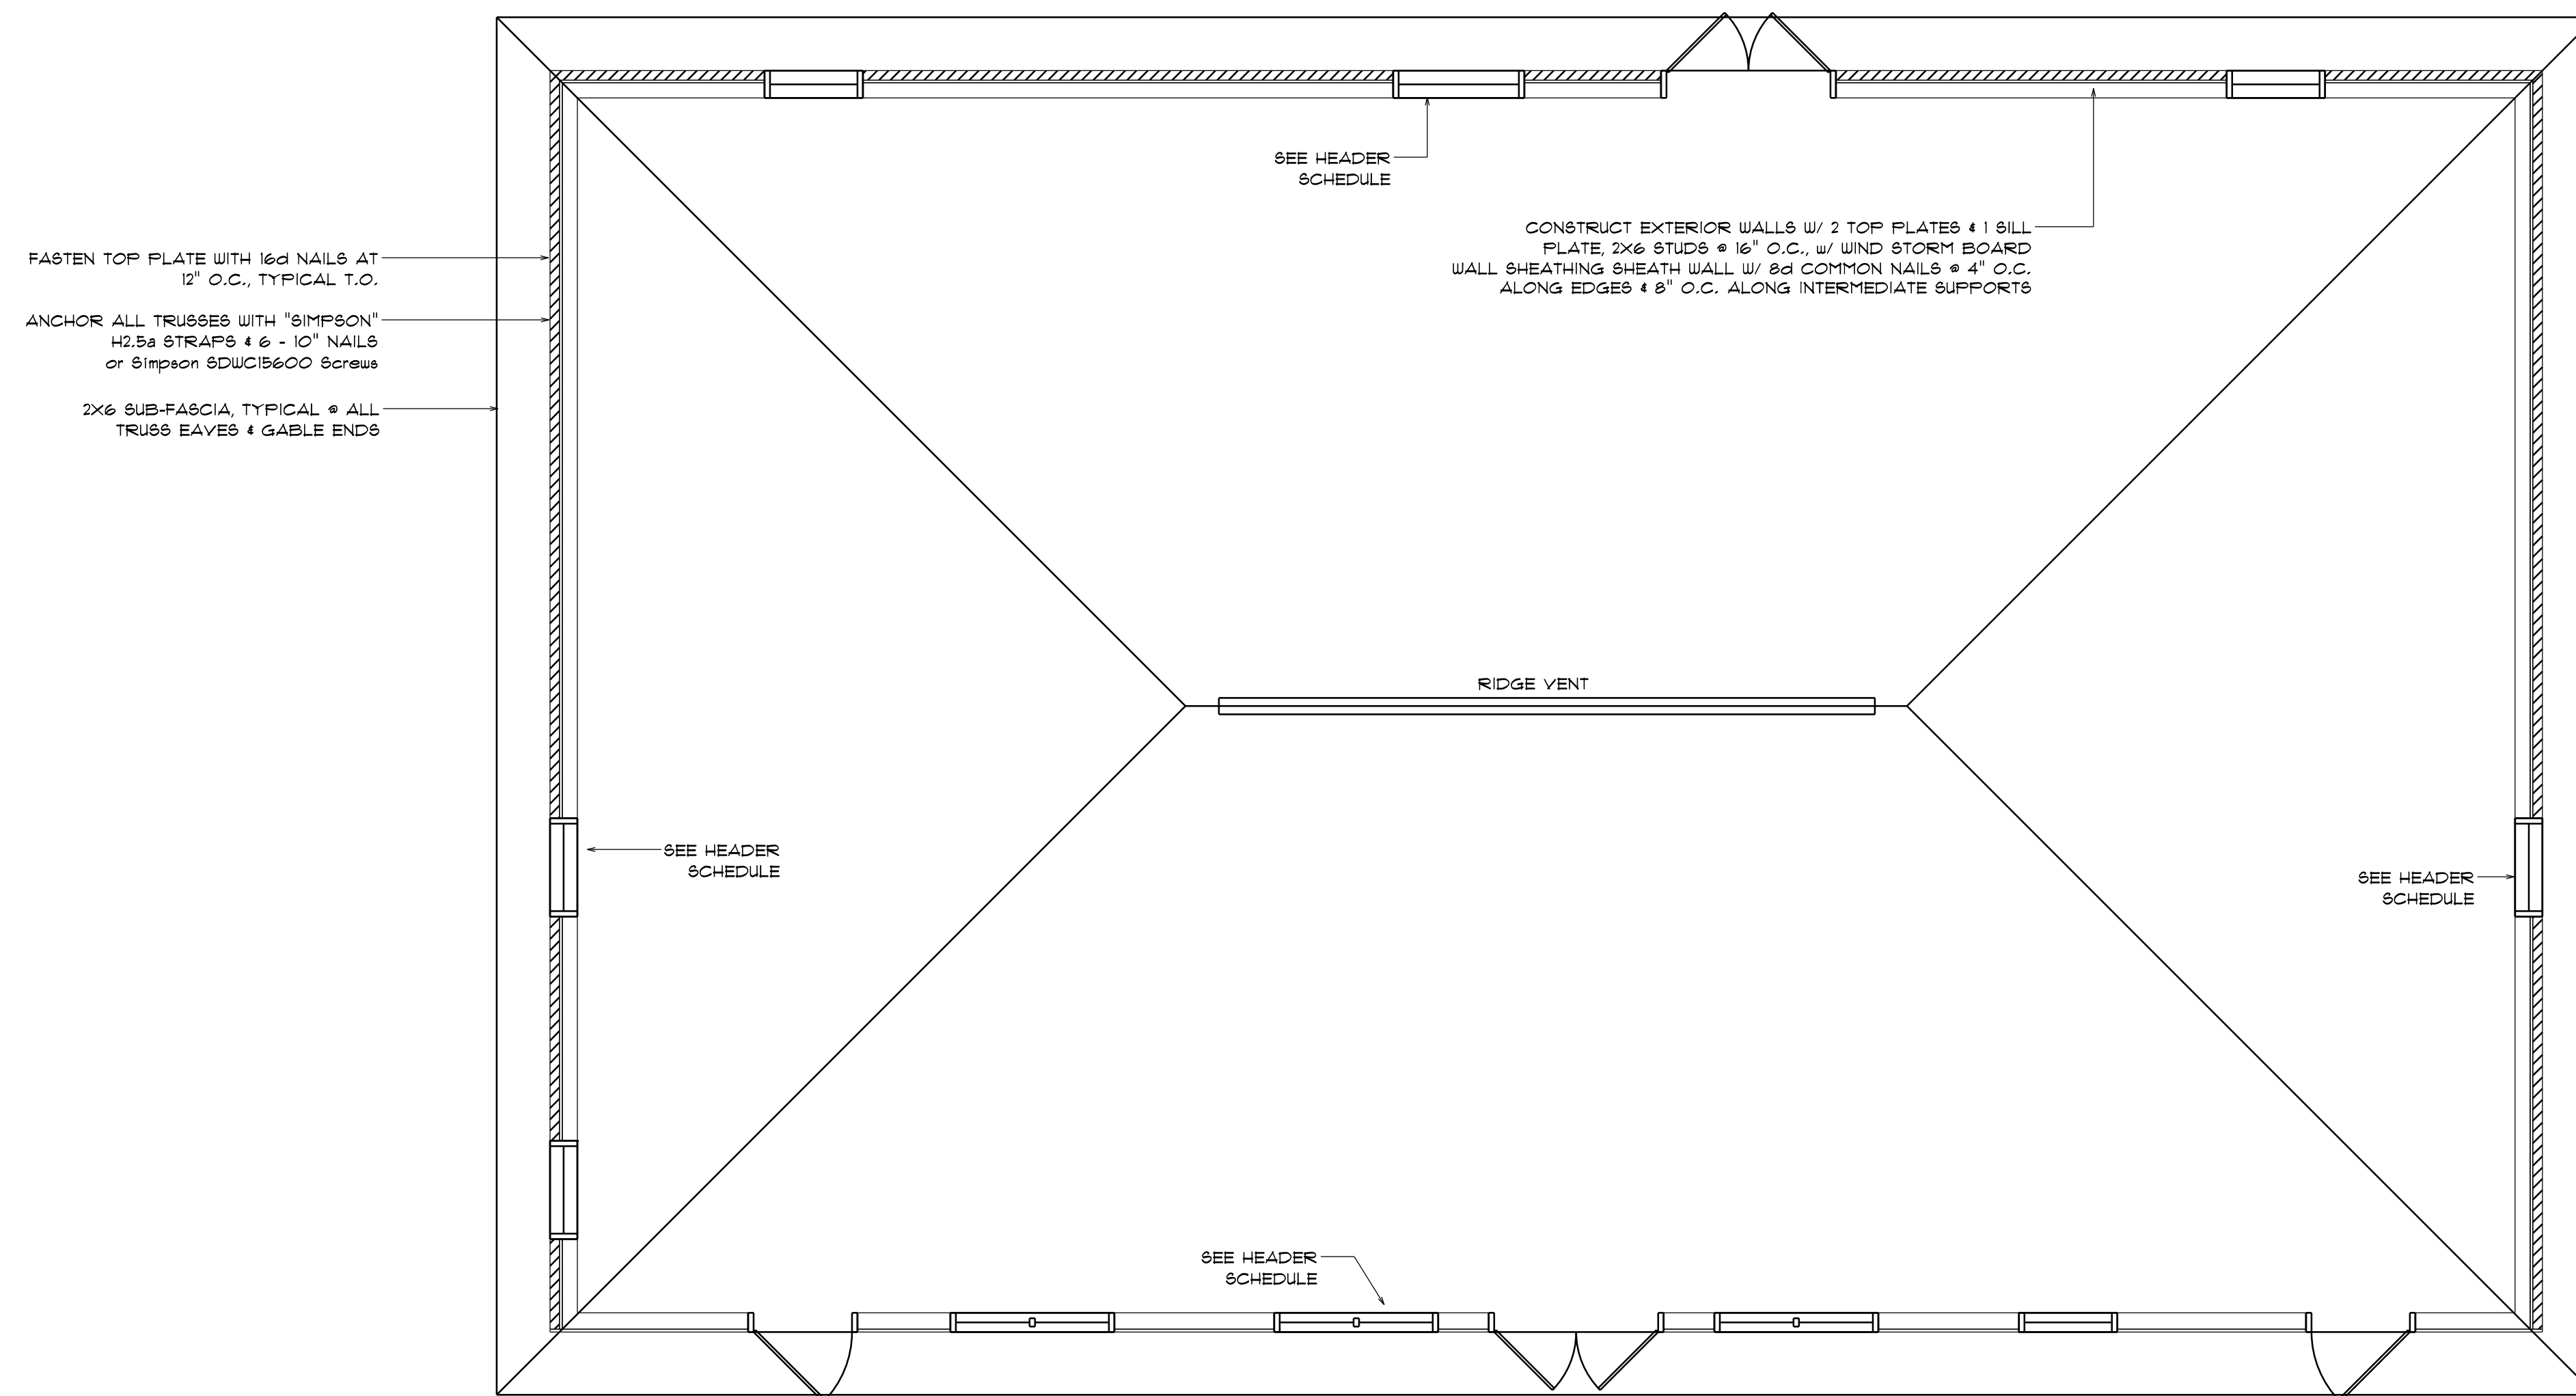 SEE HEADER
SCHEDULE
CONSTRUCT EXTERIOR WALLS W/ 2 TOP PLATES & 1 SILL
PLATE, 2X6 STUDS @ 16" O.C., w/ WIND STORM BOARD
WALL SHEATHING SHEATH WALL W/ 8d COMMON NAILS @ 4" O.C.
ALONG EDGES & 8" O.C. ALONG INTERMEDIATE SUPPORTS
FASTEN TOP PLATE WITH 16d NAILS AT
12" O.C., TYPICAL T.O.
ANCHOR ALL TRUSSES WITH "SIMPSON"
H2.5a STRAPS & 6 - 10" NAILS
or Simpson SDWC15600 Screws
2X6 SUB-FASCIA, TYPICAL @ ALL
TRUSS EAVES & GABLE ENDS
RIDGE VENT
SEE HEADER
SCHEDULE
SEE HEADER
SCHEDULE
SEE HEADER
SCHEDULE